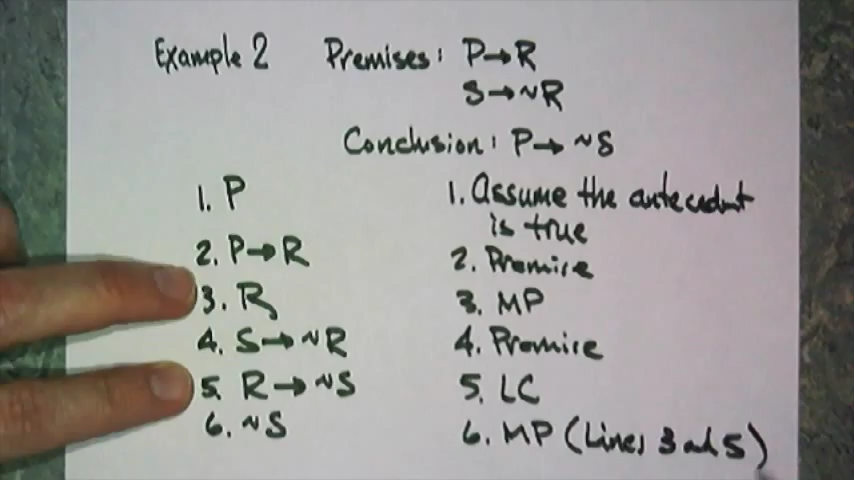 Example 2 Premises: P→R
S→~R
Conclusion: P→ ~S
1. P 1. Assume the antecedent
is true
2. P→R 2. Premise
3. R 3. MP
4. S→~R 4. Premise
5. R→~S 5. LC
6. ~S 6. MP (Lines 3 and 5)